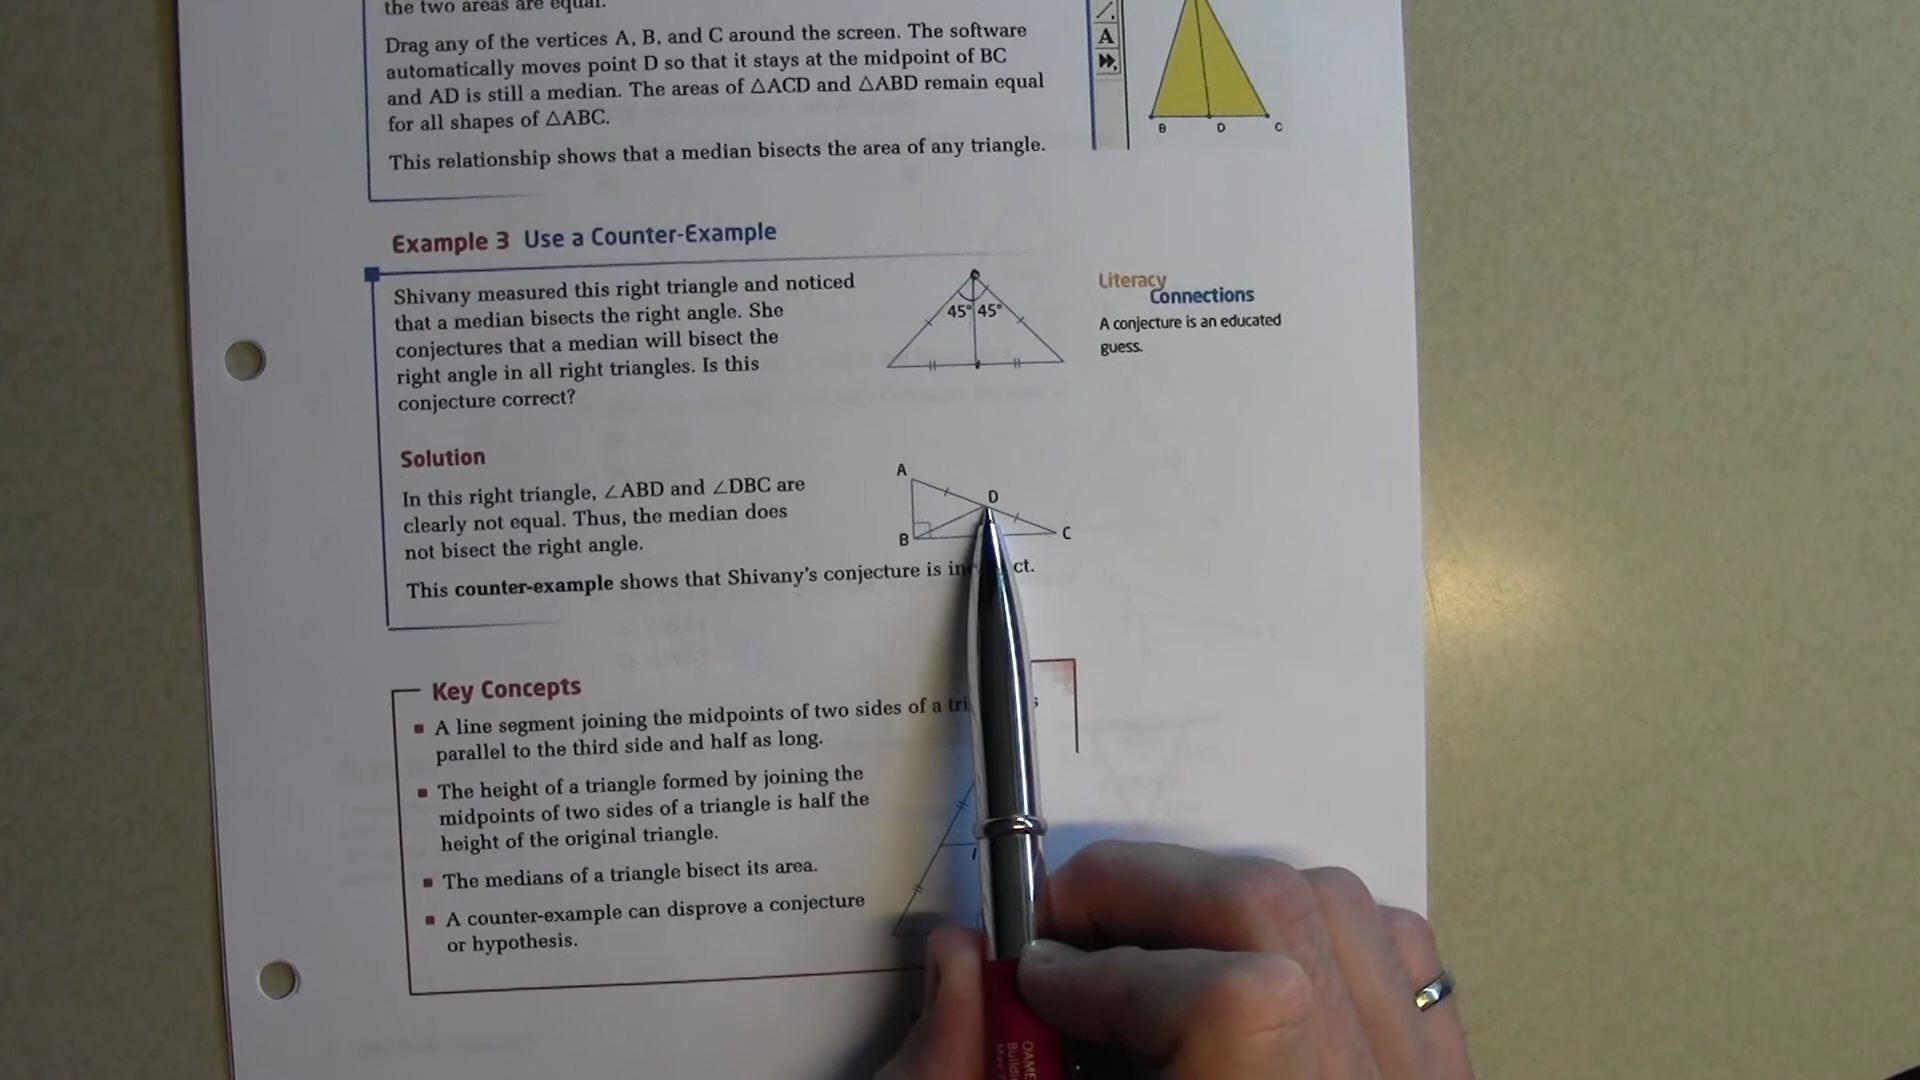 the two areas are equal.
Drag any of the vertices A, B, and C around the screen. The software
automatically moves point D so that it stays at the midpoint of BC
and AD is still a median. The areas of △ACD and △ABD remain equal
for all shapes of △ABC.
This relationship shows that a median bisects the area of any triangle.
A
B D C
Example 3 Use a Counter-Example
Shivany measured this right triangle and noticed
that a median bisects the right angle. She
conjectures that a median will bisect the
right angle in all right triangles. Is this
conjecture correct?
45° 45°
Literacy
Connections
A conjecture is an educated
guess.
Solution
In this right triangle, ∠ABD and ∠DBC are
clearly not equal. Thus, the median does
not bisect the right angle.
A
D
B
C
This counter-example shows that Shivany's conjecture is in ct.
Key Concepts
A line segment joining the midpoints of two sides of a tri
parallel to the third side and half as long.
The height of a triangle formed by joining the
midpoints of two sides of a triangle is half the
height of the original triangle.
The medians of a triangle bisect its area.
A counter-example can disprove a conjecture
or hypothesis.
OAME